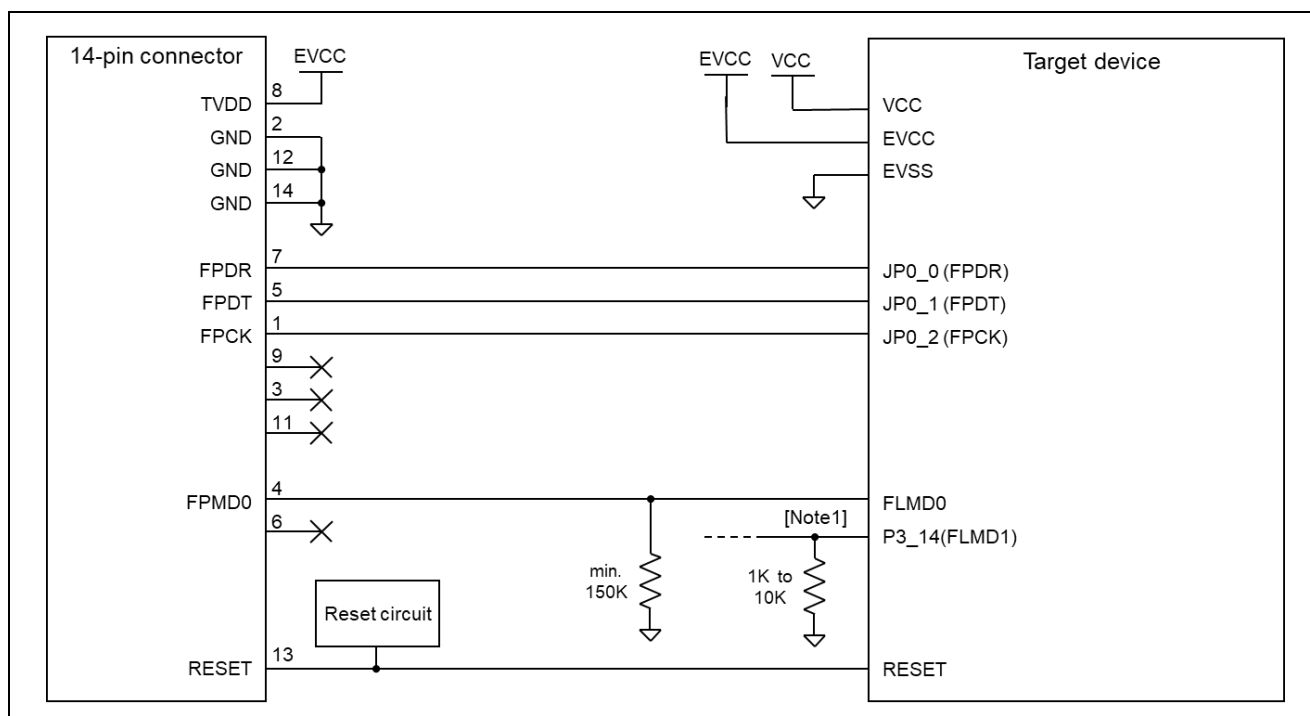 14-pin connector
EVCC
8
TVDD
2
GND
12
GND
14
GND
7
FPDR
5
FPDT
1
FPCK
9
3
11
4
FPMD0
6
Reset circuit
13
RESET
min.
150K
[Note1]
1K to
10K
EVCC VCC
Target device
VCC
EVCC
EVSS
JP0_0 (FPDR)
JP0_1 (FPDT)
JP0_2 (FPCK)
FLMD0
P3_14(FLMD1)
RESET